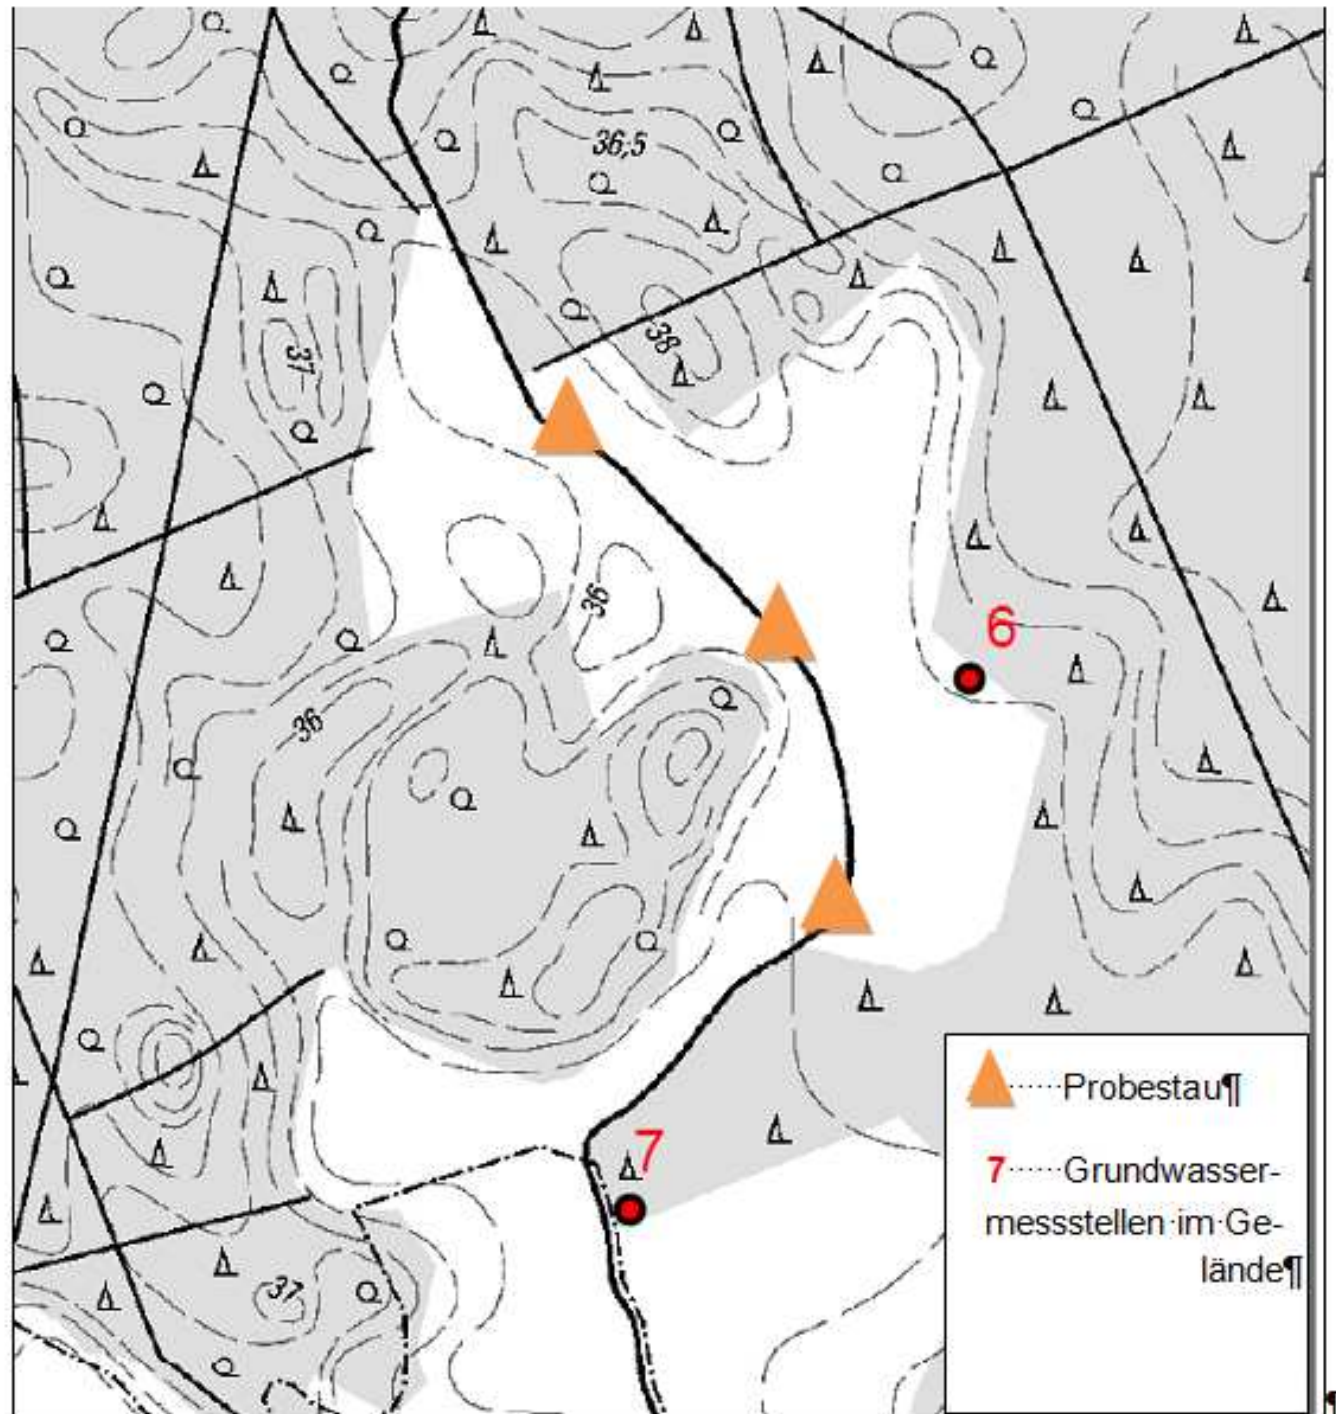 36,5
38
37
36
6
36
······Probestau¶
7······Grundwasser-
messstellen·im·Ge-
lände¶
7
37
¶